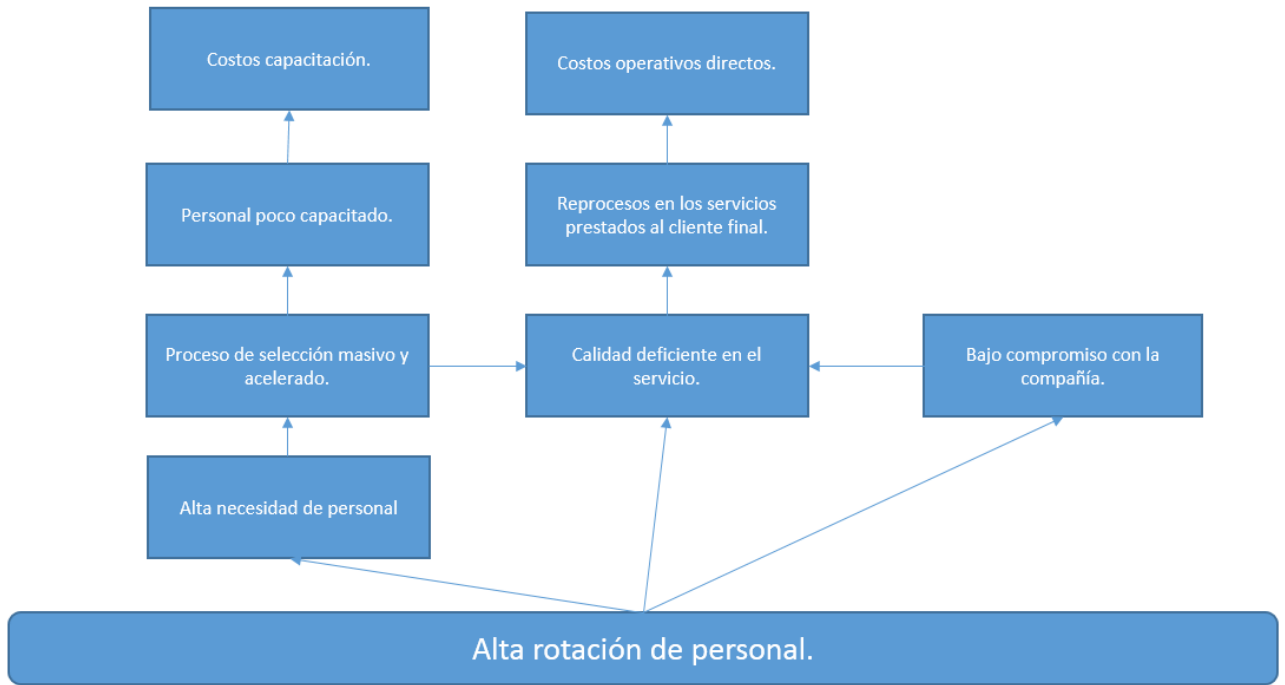 Costos capacitación.
Costos operativos directos.
Personal poco capacitado.
Reprocesos en los servicios
prestados al cliente final.
Proceso de selección masivo y
acelerado.
Calidad deficiente en el
servicio.
Bajo compromiso con la
compañía.
Alta necesidad de personal
Alta rotación de personal.